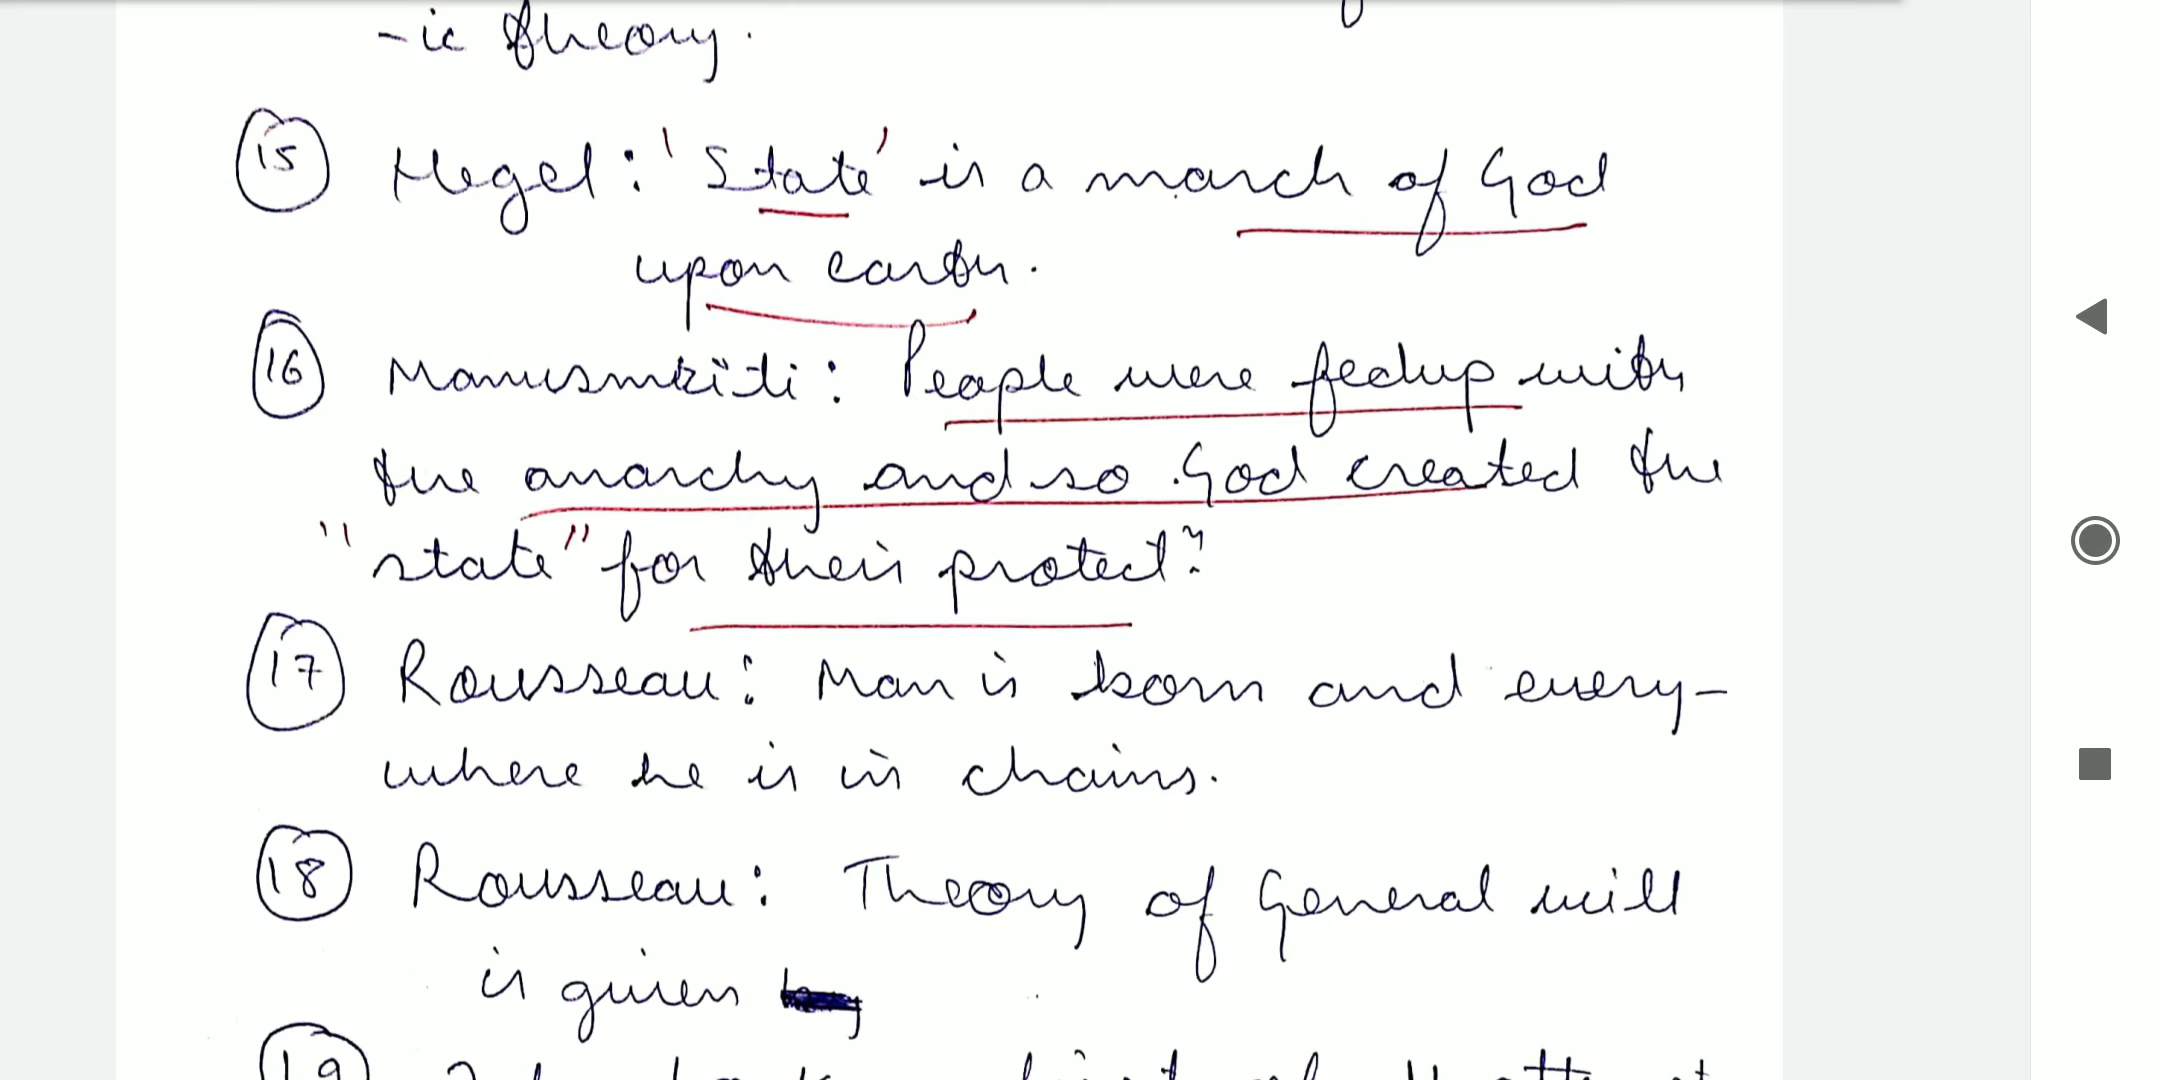 -ic theory.
15 Hegel: 'State' is a march of God
upon earth.
16 Manusmriti: People were fedup with
the anarchy and so God created the
"state" for their protect?
17 Rousseau: Man is born and every-
where he is in chains.
18 Rousseau: Theory of General will
is given
19